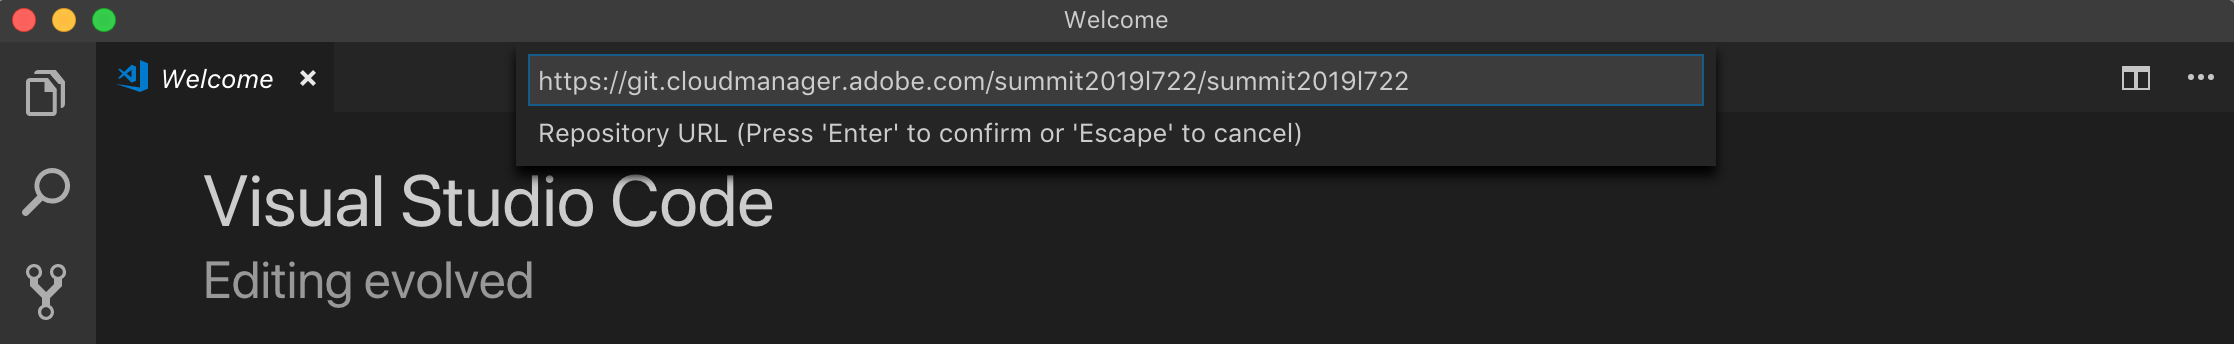 Welcome
Welcome
https://git.cloudmanager.adobe.com/summit2019l722/summit2019l722
Repository URL (Press 'Enter' to confirm or 'Escape' to cancel)
Visual Studio Code
Editing evolved